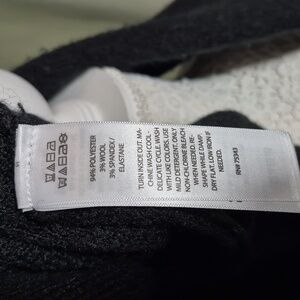 94% POLYESTER
3% WOOL
3% SPANDEX/
ELASTANE
TURN INSIDE OUT, MA-
CHINE WASH COOL -
DELICATE CYCLE. WASH
WITH LIKE COLORS. USE
MILD DETERGENT. ONLY
NON-CHLORINE BLEACH
WHEN NEEDED. RE-
SHAPE WHILE DAMP.
DRY FLAT. LOW IRON IF
NEEDED.
RN# 79343